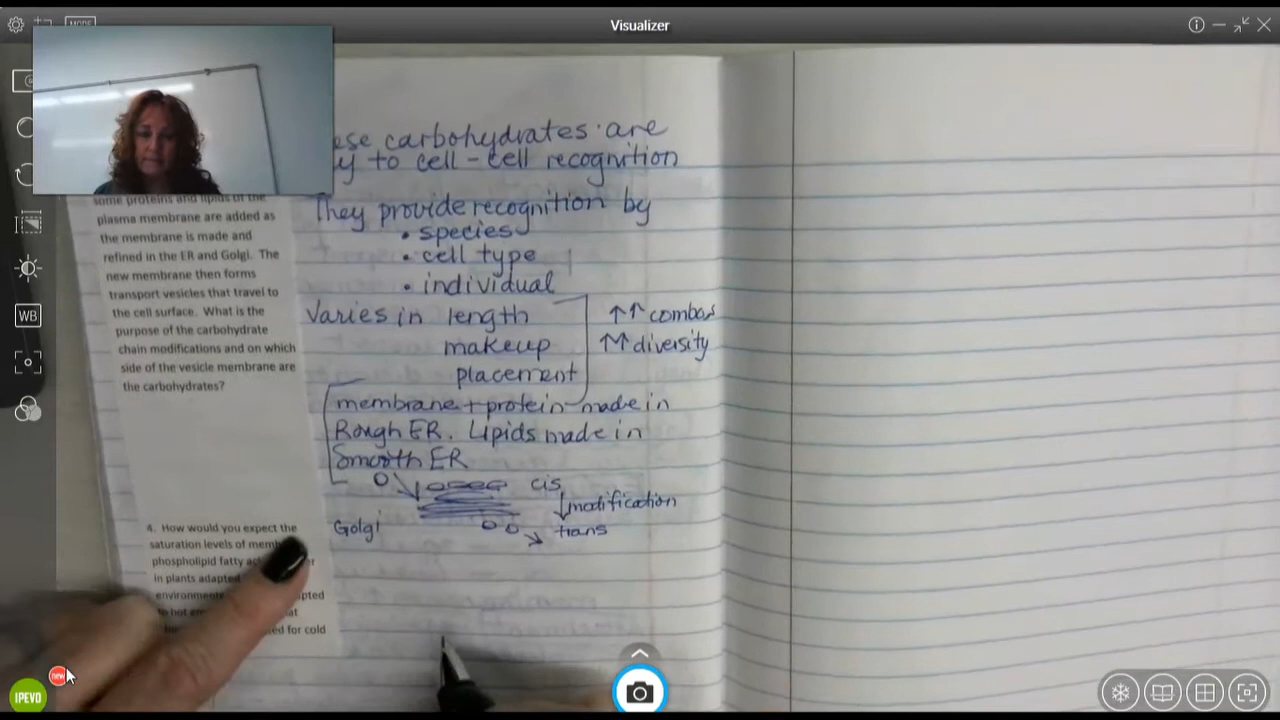 Visualizer
MODE
WB
some proteins and lipids of the
plasma membrane are added as
the membrane is made and
refined in the ER and Golgi. The
new membrane then forms
transport vesicles that travel to
the cell surface. What is the
purpose of the carbohydrate
chain modifications and on which
side of the vesicle membrane are
the carbohydrates?
4. How would you expect the
saturation levels of
phospholipid fatty
in plants adapted
for cold
ese carbohydrates are
y to cell-cell recognition
They provide recognition by
• species
• cell type
• individual
Varies in length
makeup
placement
↑↑ combos
↑↑ diversity
membrane + protein made in
Rough ER. Lipids made in
Smooth ER
cis
modification
Golgi
trans
new
IPEVO